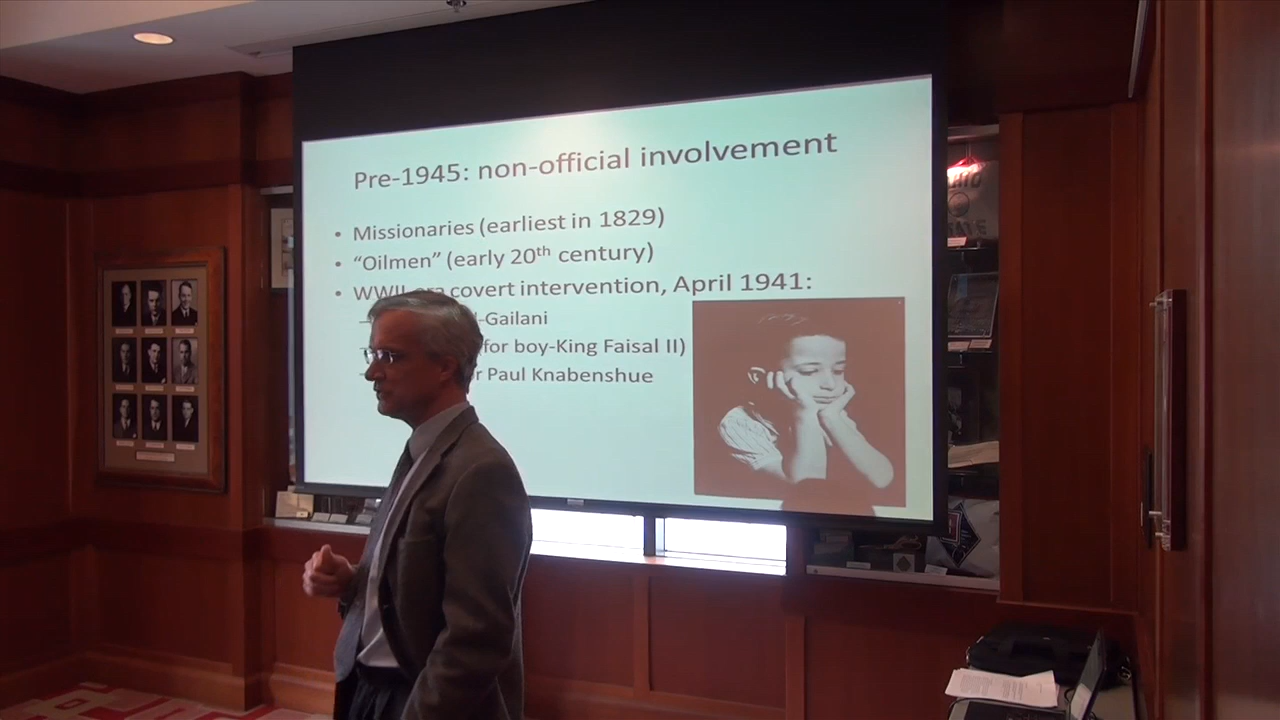 Pre-1945: non-official involvement
• Missionaries (earliest in 1829)
• “Oilmen” (early 20th century)
• WWII-era covert intervention, April 1941:
-Gailani
for boy-King Faisal II)
Paul Knabenshue